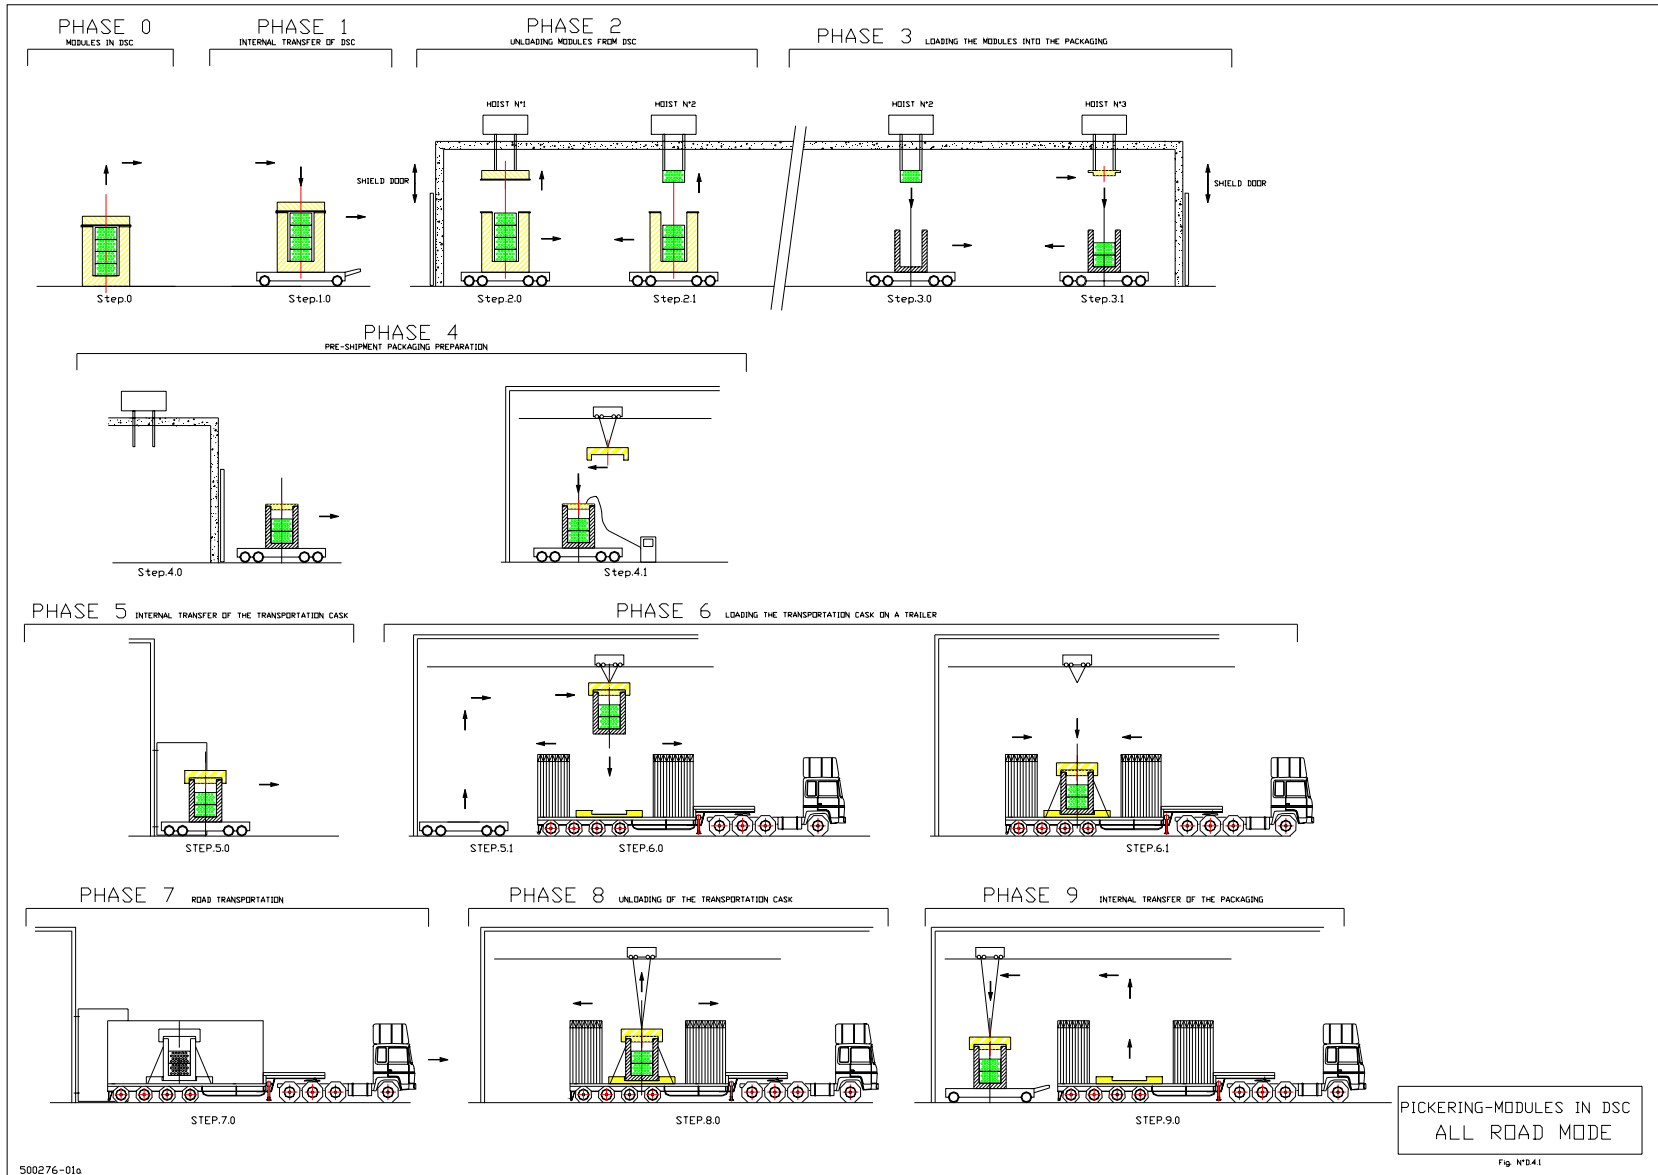 PHASE 0
MODULES IN DSC
PHASE 1
INTERNAL TRANSFER OF DSC
PHASE 2
UNLOADING MODULES FROM DSC
PHASE 3 LOADING THE MODULES INTO THE PACKAGING
HOIST N°1
HOIST N°2
HOIST N°2
HOIST N°3
SHIELD DOOR
SHIELD DOOR
Step.0
Step.1.0
Step.2.0
Step.2.1
Step.3.0
Step.3.1
PHASE 4
PRE-SHIPMENT PACKAGING PREPARATION
Step.4.0
Step.4.1
PHASE 5 INTERNAL TRANSFER OF THE TRANSPORTATION CASK
PHASE 6 LOADING THE TRANSPORTATION CASK ON A TRAILER
STEP.5.0
STEP.5.1
STEP.6.0
STEP.6.1
PHASE 7 ROAD TRANSPORTATION
PHASE 8 UNLOADING OF THE TRANSPORTATION CASK
PHASE 9 INTERNAL TRANSFER OF THE PACKAGING
STEP.7.0
STEP.8.0
STEP.9.0
PICKERING-MODULES IN DSC
ALL ROAD MODE
Fig. N°D.4.1
500276-01a